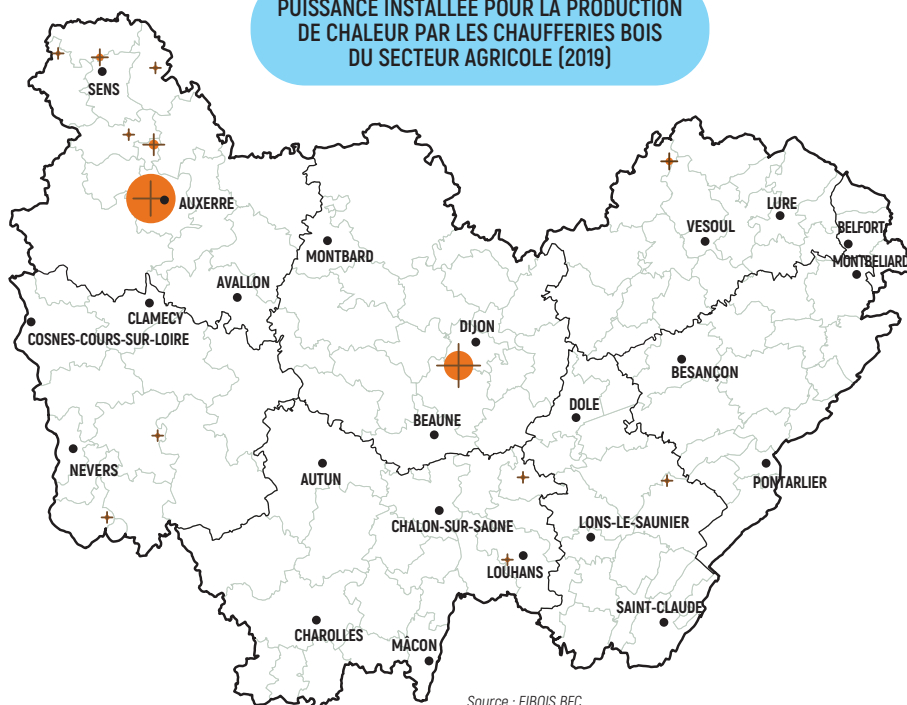 PUISSANCE INSTALLÉE POUR LA PRODUCTION
DE CHALEUR PAR LES CHAUFFERIES BOIS
DU SECTEUR AGRICOLE (2019)
SENS
AUXERRE
LURE
VESOUL
BELFORT
MONTBARD
MONTBELIARD
AVALLON
CLAMECY
DIJON
COSNES-COURS-SUR-LOIRE
BESANÇON
DOLE
BEAUNE
NEVERS
AUTUN
PONTARLIER
CHALON-SUR-SAONE
LONS-LE-SAUNIER
LOUHANS
SAINT-CLAUDE
CHAROLLES
MÂCON
Source : FIBOIS BFC